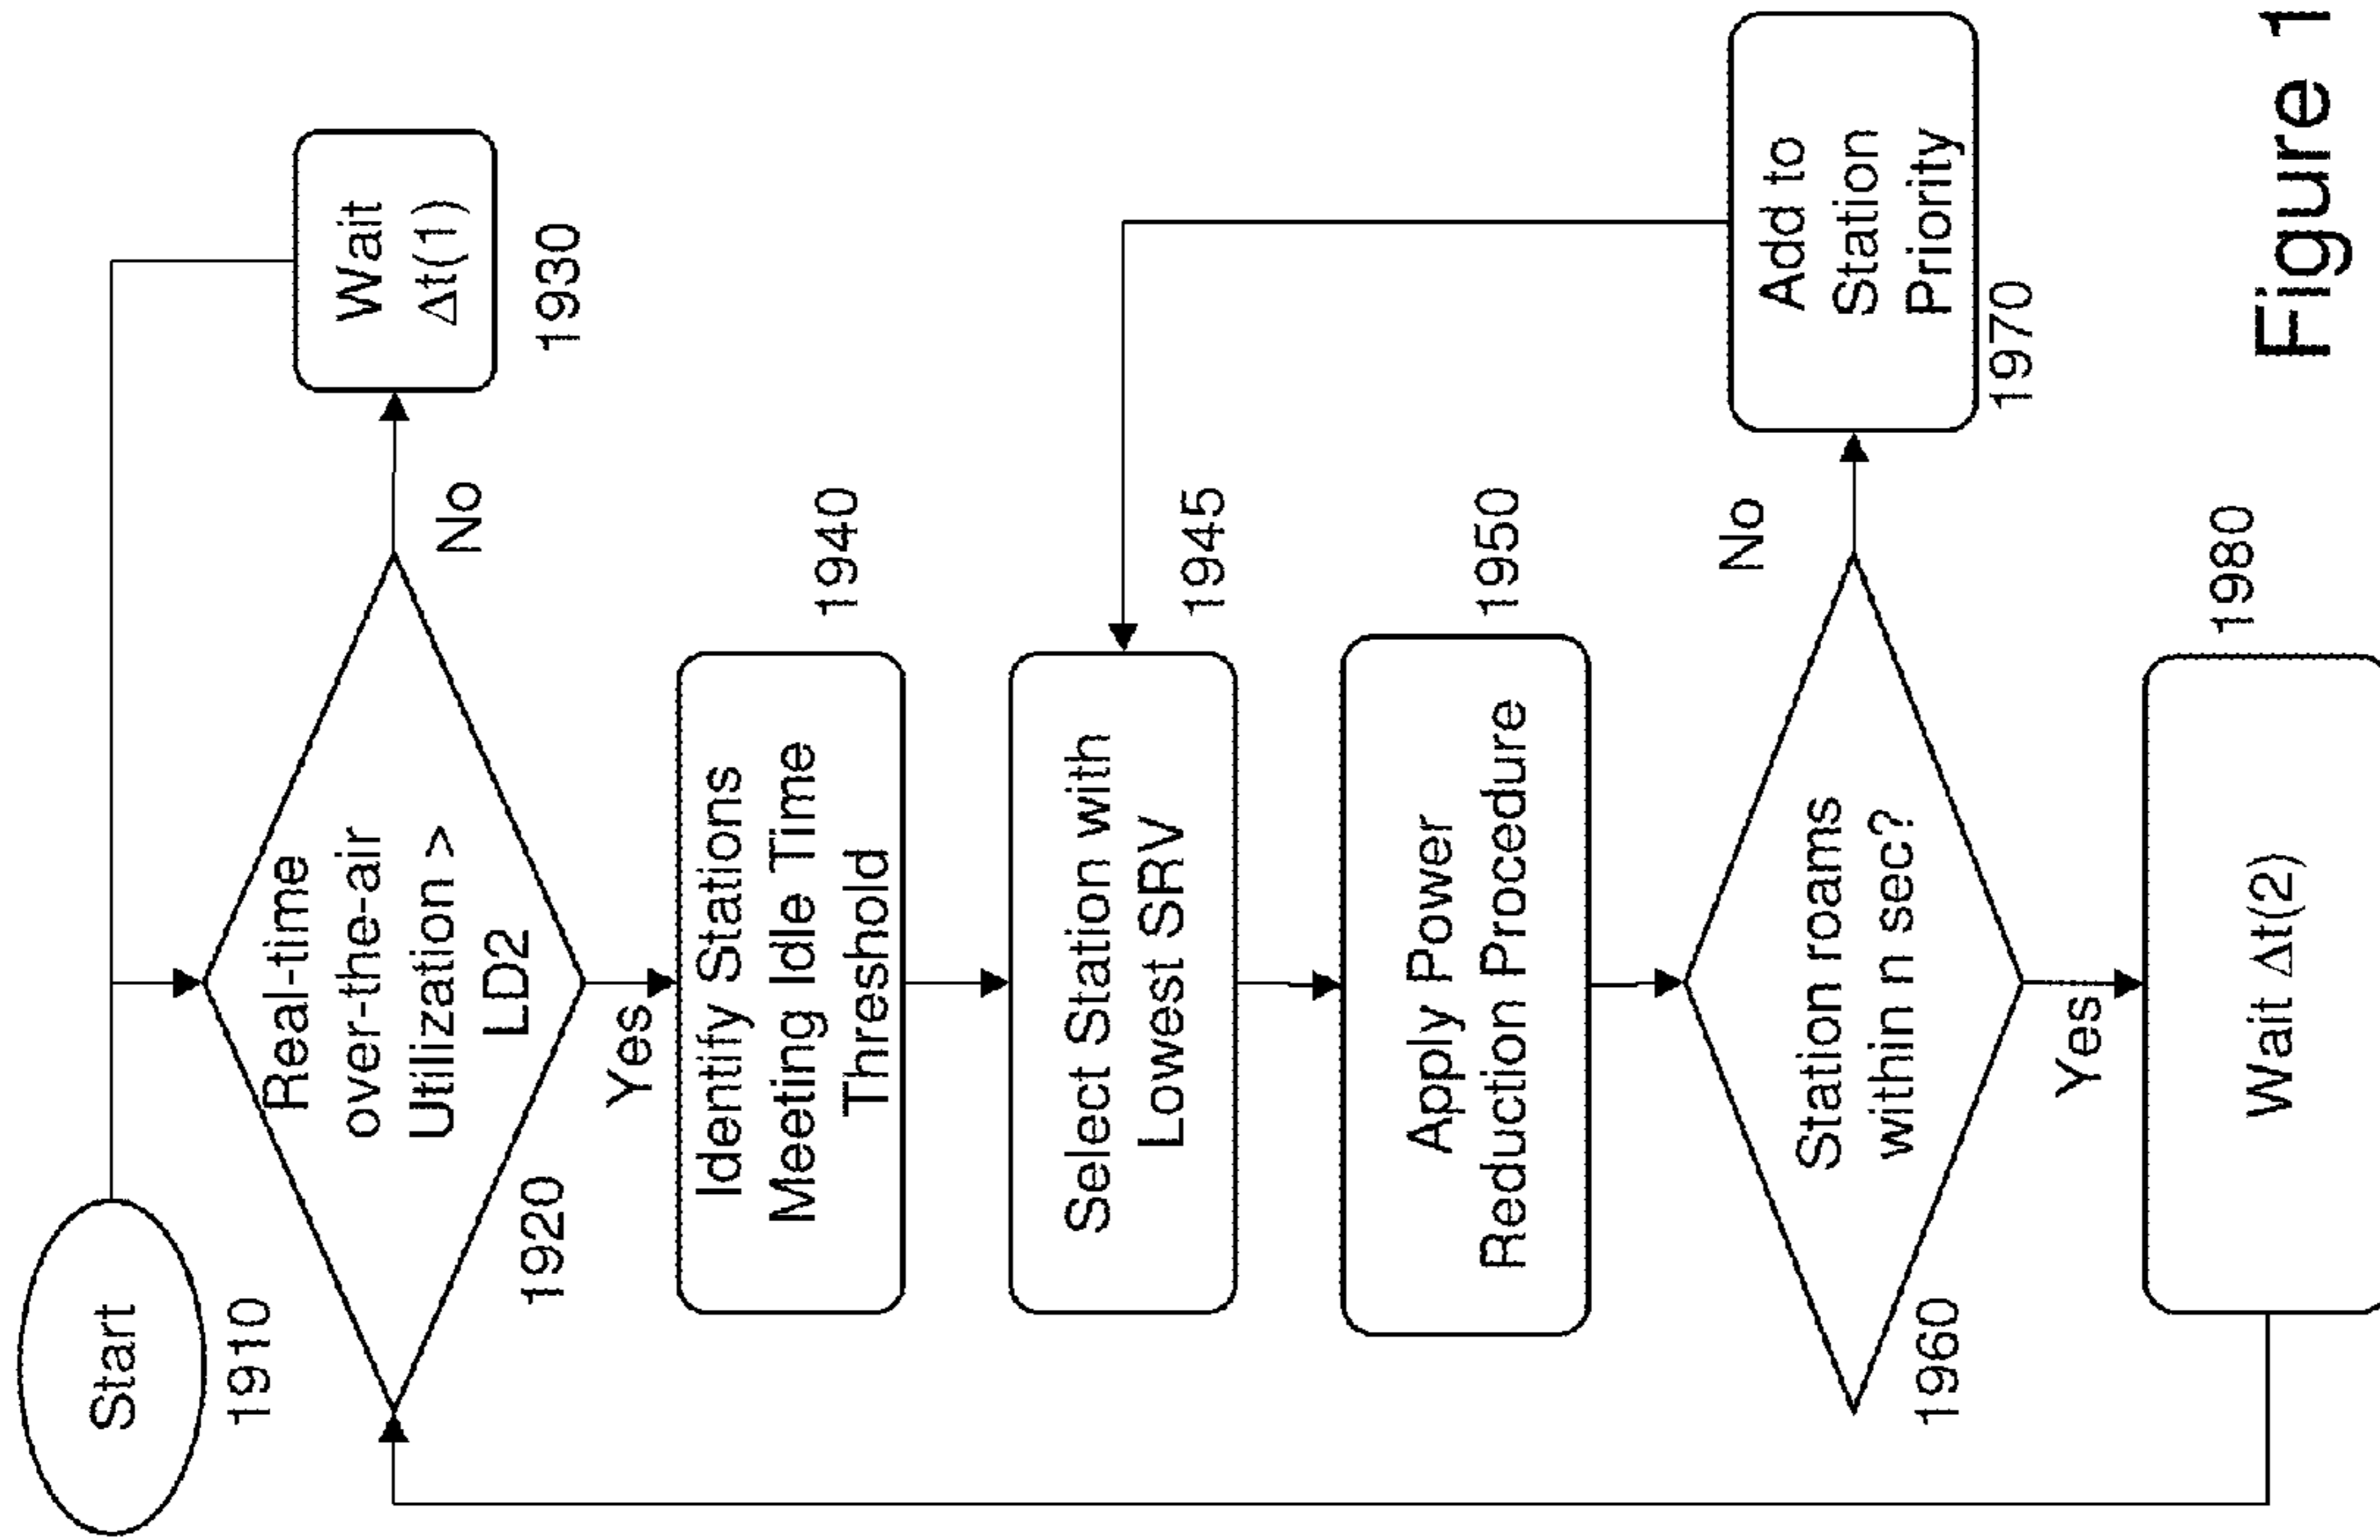 Start
1910
Real-time
over-the-air
Utillization >
LD2
1920
No
Wait
Δt(1)
1930
Yes
Identify Stations
Meeting Idle Time
Threshold
1940
Select Station with
Lowest SRV
1945
Apply Power
Reduction Procedure
1950
Station roams
within n sec?
1960
No
Add to
Station
Priority
1970
Yes
Wait Δt(2)
1980
Figure 1